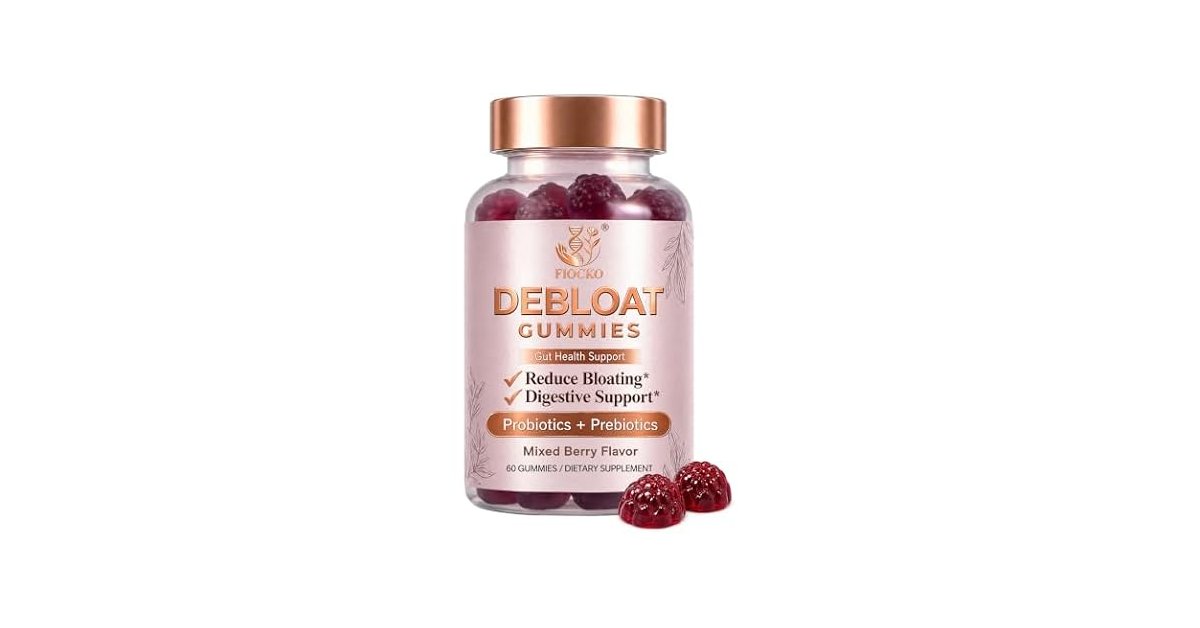 ®
FIOCKO
DEBLOAT
GUMMIES
Gut Health Support
Reduce Bloating*
Digestive Support*
Probiotics + Prebiotics
Mixed Berry Flavor
60 GUMMIES / DIETARY SUPPLEMENT